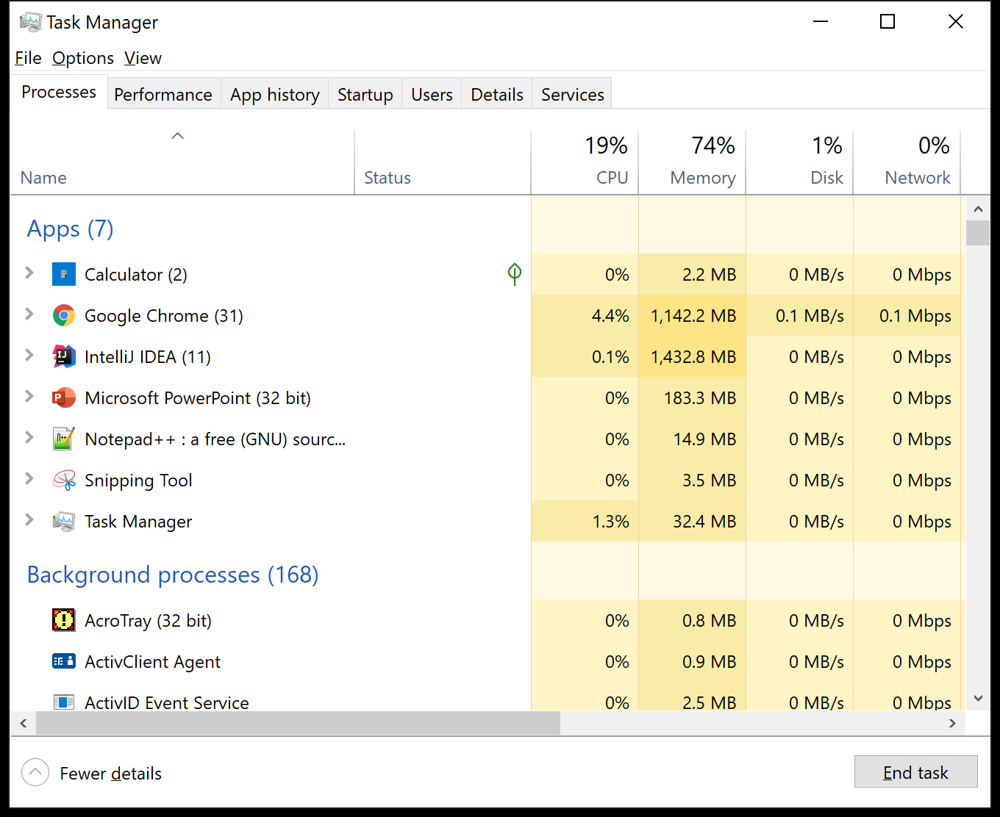 Task Manager
File Options View
Processes Performance App history Startup Users Details Services
19% 74% 1% 0%
Name Status CPU Memory Disk Network
Apps (7)
Calculator (2) 0% 2.2 MB 0 MB/s 0 Mbps
Google Chrome (31) 4.4% 1,142.2 MB 0.1 MB/s 0.1 Mbps
IntelliJ IDEA (11) 0.1% 1,432.8 MB 0 MB/s 0 Mbps
Microsoft PowerPoint (32 bit) 0% 183.3 MB 0 MB/s 0 Mbps
Notepad++ : a free (GNU) sourc... 0% 14.9 MB 0 MB/s 0 Mbps
Snipping Tool 0% 3.5 MB 0 MB/s 0 Mbps
Task Manager 1.3% 32.4 MB 0 MB/s 0 Mbps
Background processes (168)
AcroTray (32 bit) 0% 0.8 MB 0 MB/s 0 Mbps
ActivClient Agent 0% 0.9 MB 0 MB/s 0 Mbps
ActivID Event Service 0% 2.5 MB 0 MB/s 0 Mbps
Fewer details End task